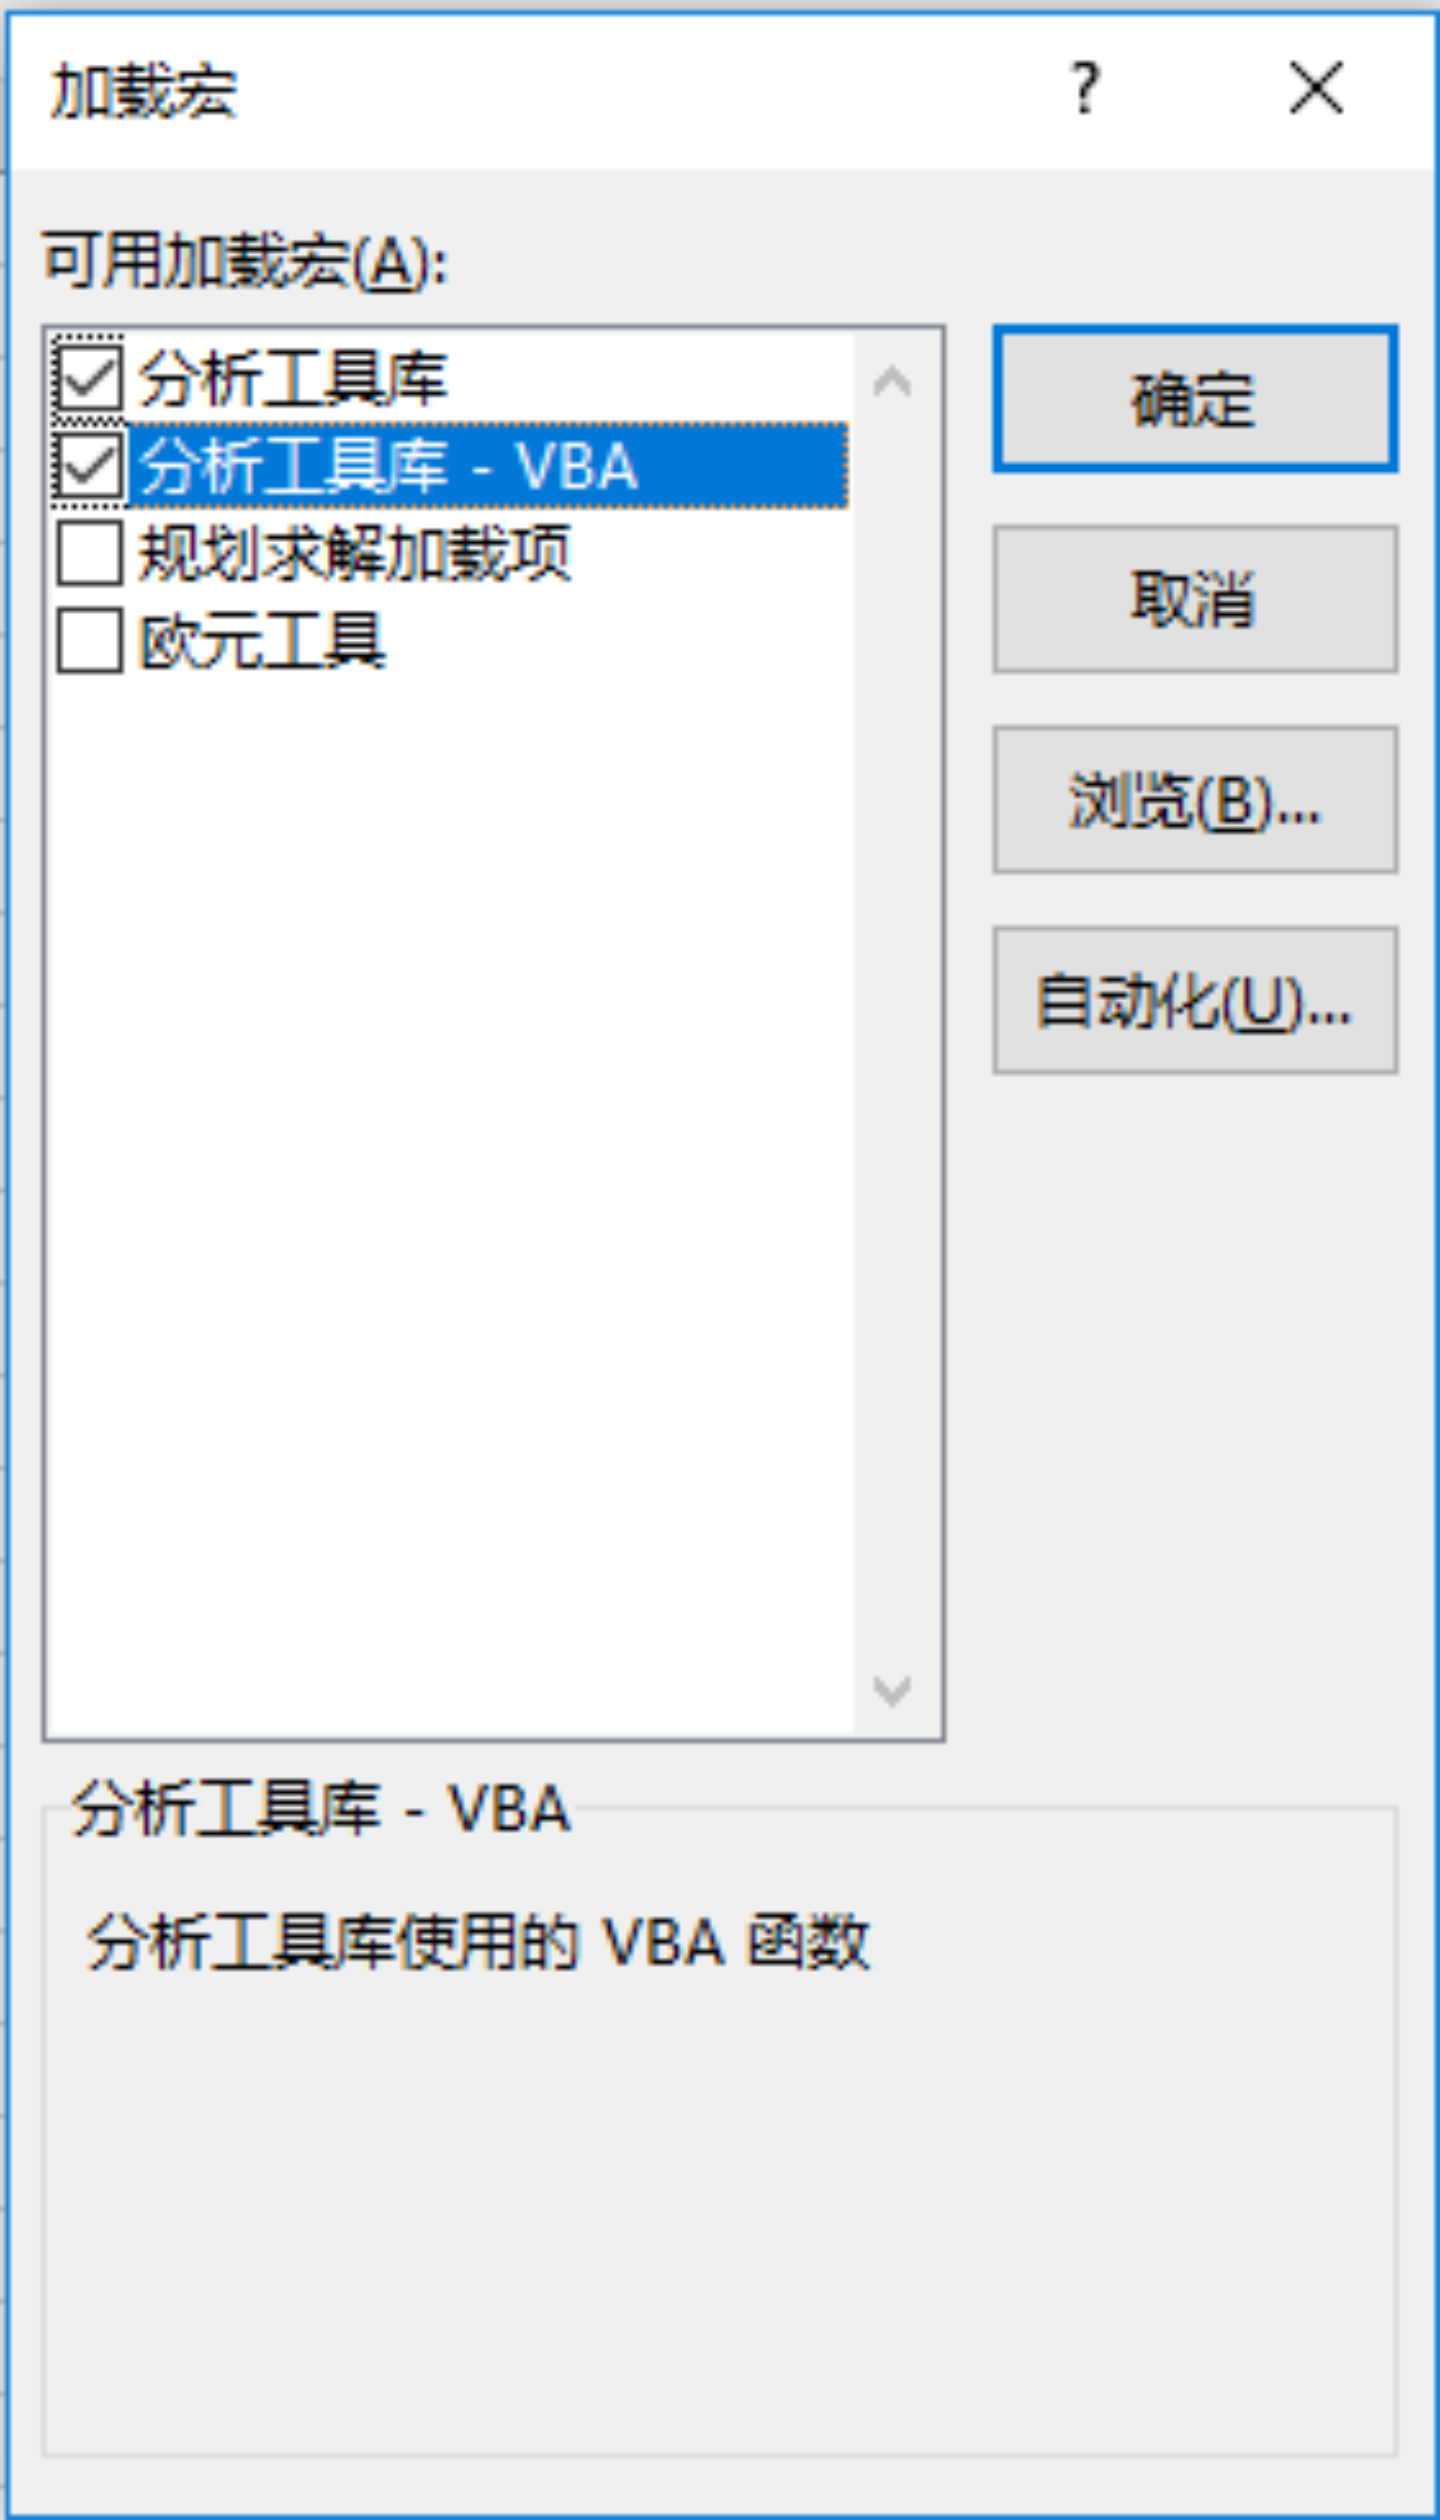 加载宏
?
可用加载宏(A):
分析工具库
分析工具库 - VBA
规划求解加载项
欧元工具
确定
取消
浏览(B)...
自动化(U)...
分析工具库 - VBA
分析工具库使用的 VBA 函数